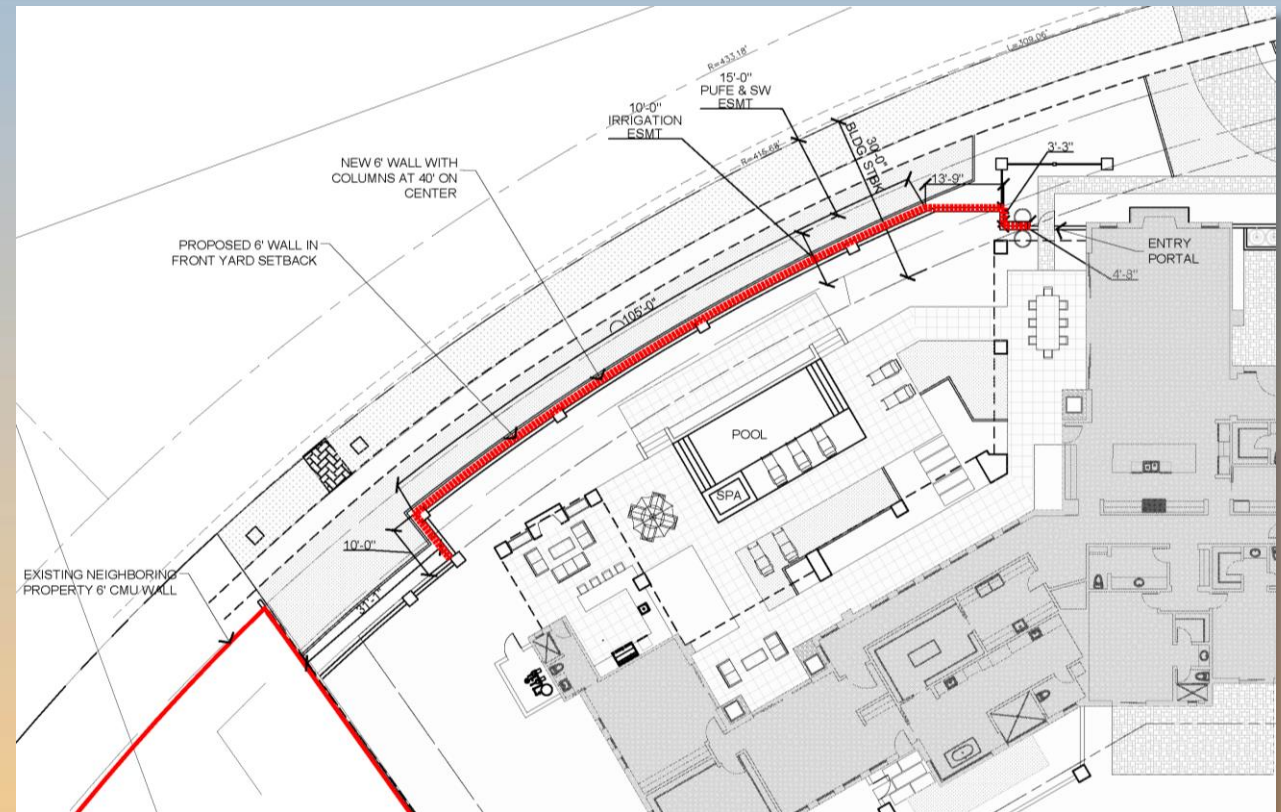 R=433.18'
L=309.06'
15'-0"
PUFE & SW
ESMT
10'-0"
IRRIGATION
ESMT
30'-0"
BLDG STBK
R=415.68'
3'-3"
13'-9"
NEW 6' WALL WITH
COLUMNS AT 40' ON
CENTER
PROPOSED 6' WALL IN
FRONT YARD SETBACK
ENTRY
PORTAL
4'-8"
105'-0"
POOL
SPA
10'-0"
EXISTING NEIGHBORING
PROPERTY 6' CMU WALL
31'-1"